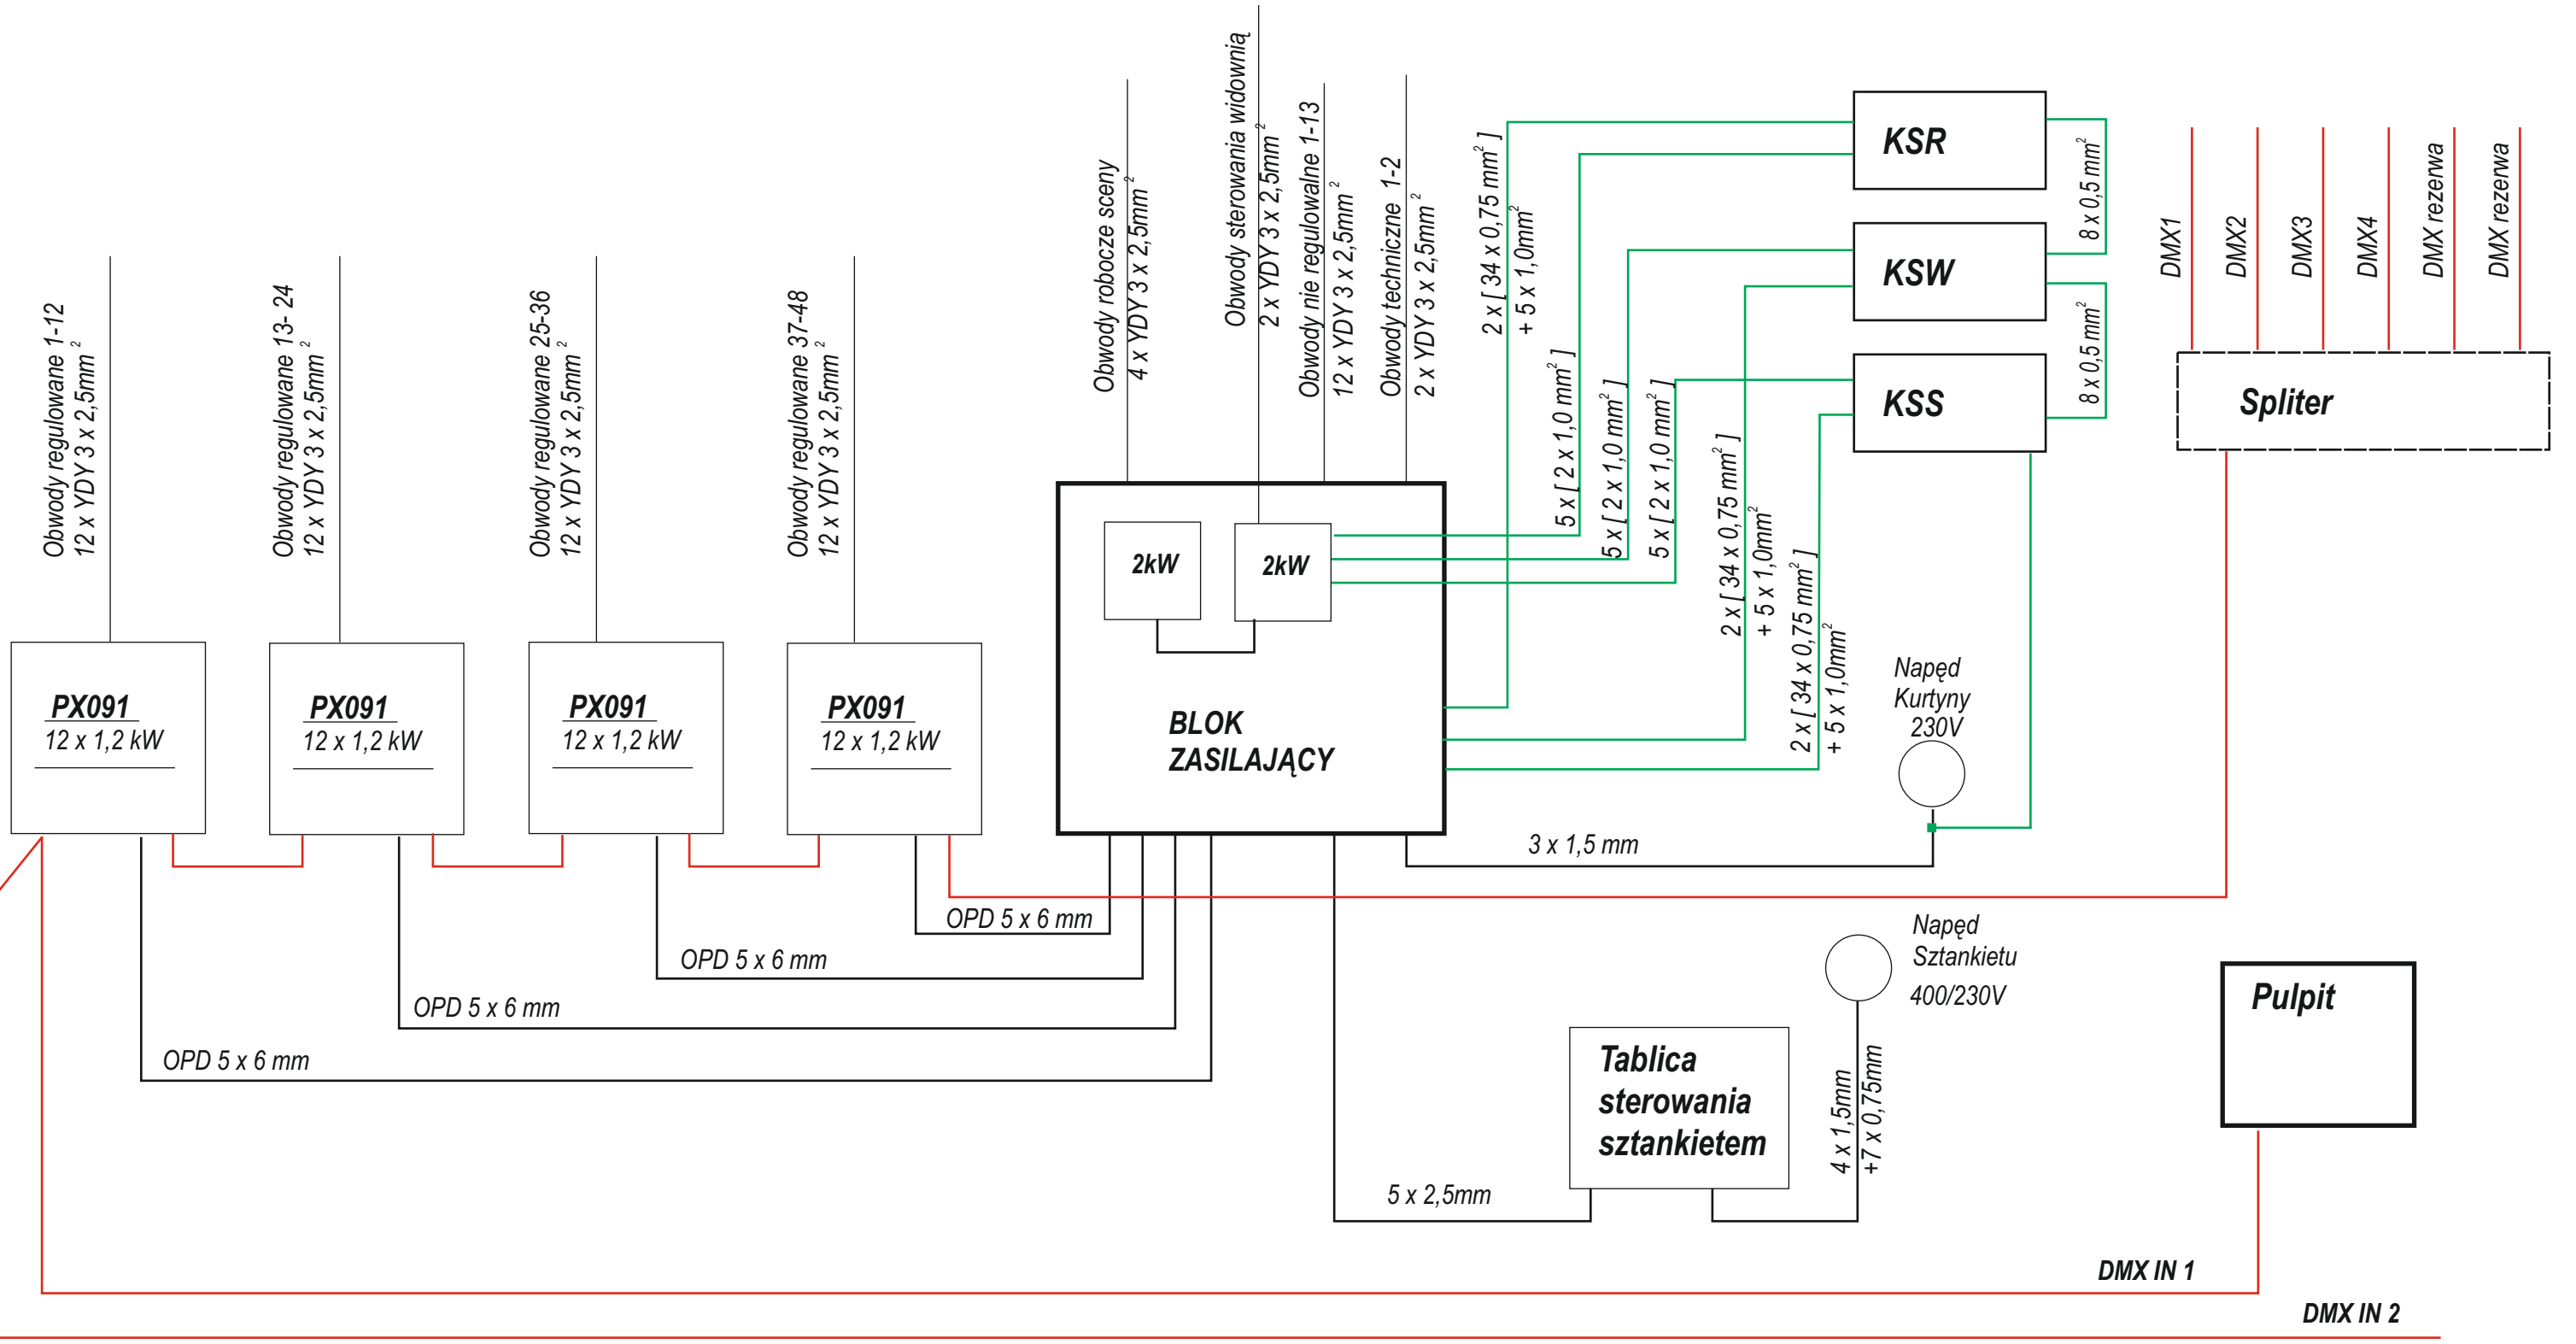 Obwody regulowane 1-12
12 x YDY 3 x 2,5mm²
Obwody regulowane 13- 24
12 x YDY 3 x 2,5mm²
Obwody regulowane 25-36
12 x YDY 3 x 2,5mm²
Obwody regulowane 37-48
12 x YDY 3 x 2,5mm²
Obwody robocze sceny
4 x YDY 3 x 2,5mm²
Obwody sterowania widownią
2 x YDY 3 x 2,5mm²
Obwody nie regulowalne 1-13
12 x YDY 3 x 2,5mm²
Obwody techniczne 1-2
2 x YDY 3 x 2,5mm²
2 x [ 34 x 0,75 mm² ]
+ 5 x 1,0mm²
5 x [ 2 x 1,0 mm² ]
5 x [ 2 x 1,0 mm² ]
5 x [ 2 x 1,0 mm² ]
2 x [ 34 x 0,75 mm² ]
+ 5 x 1,0mm²
2 x [ 34 x 0,75 mm² ]
+ 5 x 1,0mm²
KSR
KSW
KSS
8 x 0,5 mm²
8 x 0,5 mm²
DMX1
DMX2
DMX3
DMX4
DMX rezerwa
DMX rezerwa
Spliter
PX091
12 x 1,2 kW
PX091
12 x 1,2 kW
PX091
12 x 1,2 kW
PX091
12 x 1,2 kW
2kW
2kW
BLOK
ZASILAJĄCY
Napęd
Kurtyny
230V
3 x 1,5 mm
OPD 5 x 6 mm
OPD 5 x 6 mm
OPD 5 x 6 mm
OPD 5 x 6 mm
Napęd
Sztankietu
400/230V
Tablica
sterowania
sztankietem
4 x 1,5mm
+7 x 0,75mm
5 x 2,5mm
Pulpit
DMX IN 1
DMX IN 2